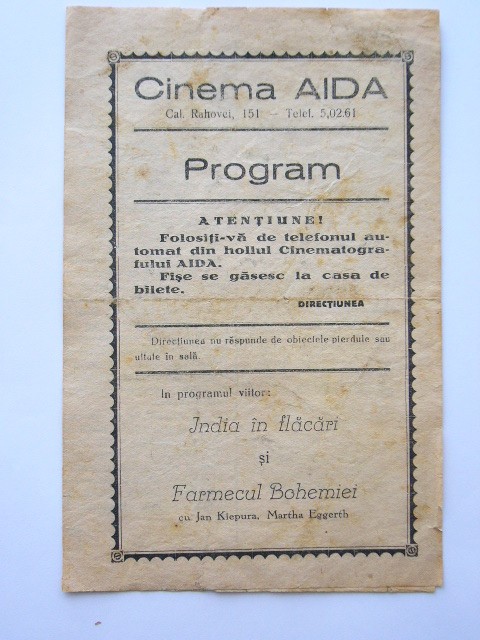 Cinema AIDA
Cal. Rahovei, 151 — Telef. 5,02.61
Program
ATENȚIUNE!
Folosiți-vă de telefonul au-
tomat din hollul Cinematogra-
fului AIDA.
Fișe se găsesc la casa de
bilete.
DIRECȚIUNEA
Direcțiunea nu răspunde de obiectele pierdute sau
uitate în sală.
In programul viitor:
India în flăcări
și
Farmecul Bohemiei
cu Jan Kiepura, Martha Eggerth